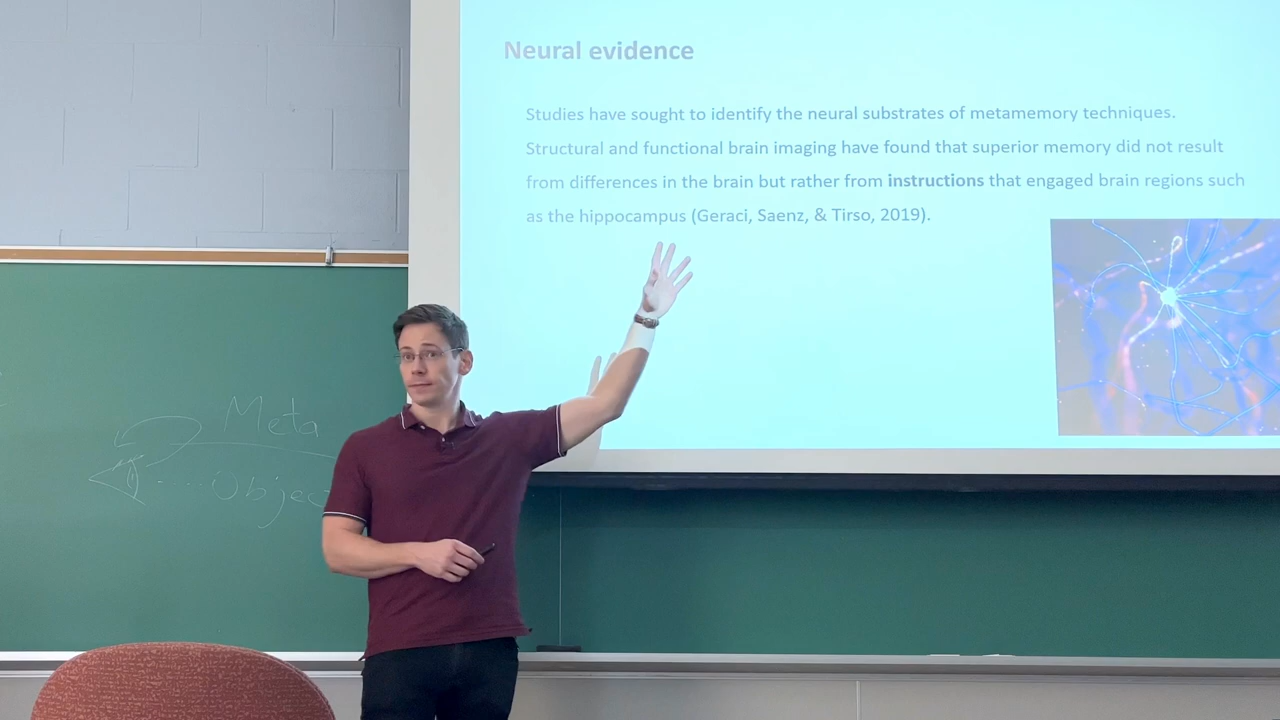 Neural evidence
Studies have sought to identify the neural substrates of metamemory techniques.
Structural and functional brain imaging have found that superior memory did not result
from differences in the brain but rather from instructions that engaged brain regions such
as the hippocampus (Geraci, Saenz, & Tirso, 2019).
Meta
Objec